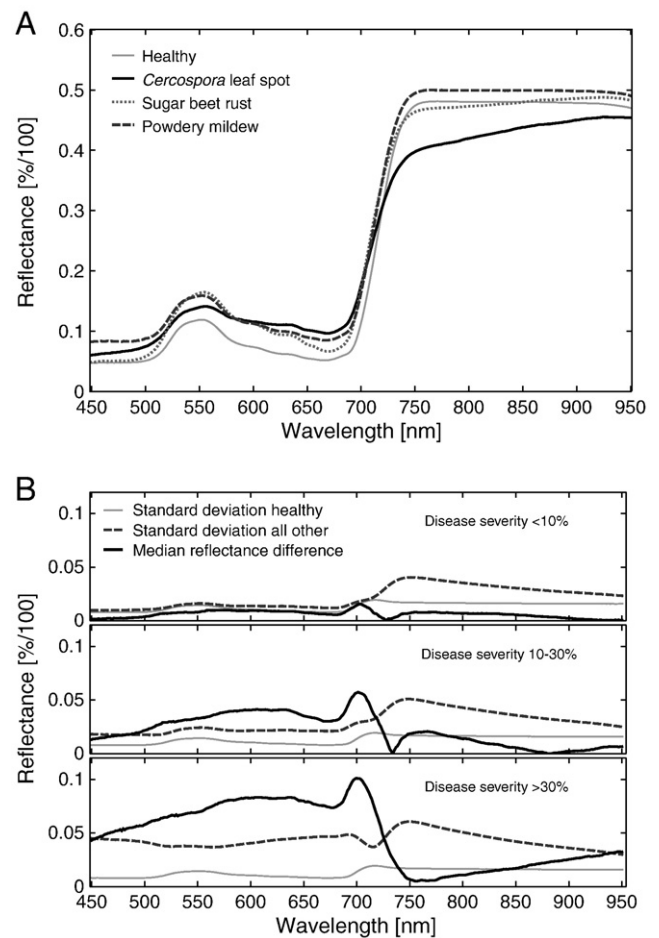 A
Reflectance [%/100]
0.6
0.5
0.4
0.3
0.2
0.1
0
Healthy
Cercospora leaf spot
Sugar beet rust
Powdery mildew
450 500 550 600 650 700 750 800 850 900 950
Wavelength [nm]
B
Reflectance [%/100]
0.1
0.05
0
Standard deviation healthy
Standard deviation all other
Median reflectance difference
Disease severity <10%
0.1
0.05
0
Disease severity 10-30%
0.1
0.05
0
Disease severity >30%
450 500 550 600 650 700 750 800 850 900 950
Wavelength [nm]